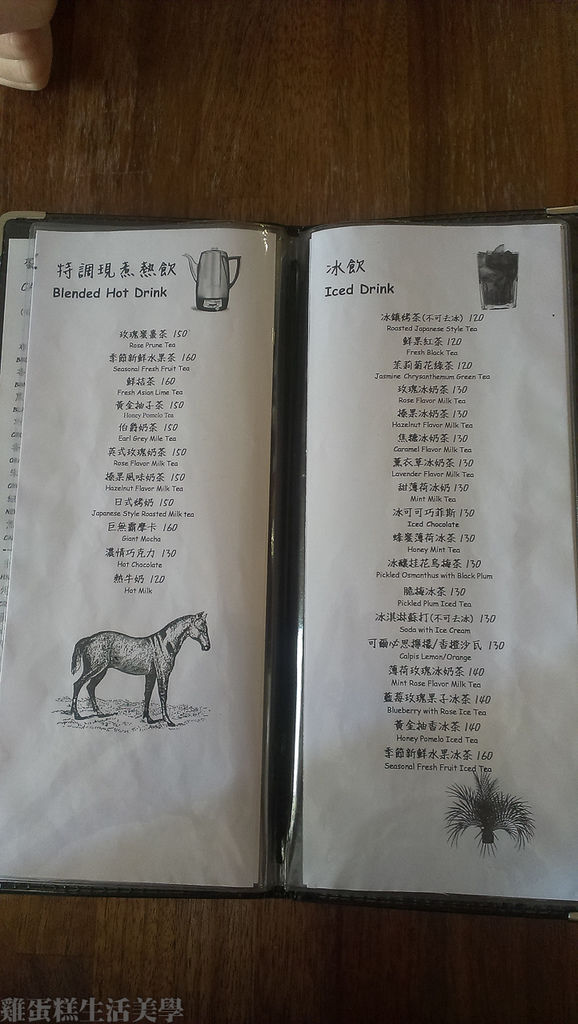 特調現煮熱飲
Blended Hot Drink
玫瑰蜜棗茶 150
Rose Prune Tea
季節新鮮水果茶 160
Seasonal Fresh Fruit Tea
鮮桔茶 160
Fresh Asian Lime Tea
黃金柚子茶 150
Honey Pomelo Tea
伯爵奶茶 150
Earl Grey Mile Tea
英式玫瑰奶茶 150
Rose Flavor Milk Tea
榛果風味奶茶 150
Hazelnut Flavor Milk Tea
日式烤奶 150
Japanese Style Roasted Milk tea
巨無霸摩卡 160
Giant Mocha
濃情巧克力 130
Hot Chocolate
熱牛奶 120
Hot Milk
冰飲
Iced Drink
冰鎮烤茶(不可去冰) 120
Roasted Japanese Style Tea
鮮果紅茶 120
Fresh Black Tea
茉莉菊花綠茶 120
Jasmine Chrysanthemum Green Tea
玫瑰冰奶茶 130
Rose Flavor Milk Tea
榛果冰奶茶 130
Hazelnut Flavor Milk Tea
焦糖冰奶茶 130
Caramel Flavor Milk Tea
薰衣草冰奶茶 130
Lavender Flavor Milk Tea
甜薄荷冰奶 130
Mint Milk Tea
冰可可巧菲斯 130
Iced Chocolate
蜂蜜薄荷冰茶 130
Honey Mint Tea
冰釀桂花烏梅茶 130
Pickled Osmanthus with Black Plum
脆梅冰茶 130
Pickled Plum Iced Tea
冰淇淋蘇打(不可去冰) 130
Soda with Ice Cream
可爾必思檸檬/香橙沙瓦 130
Calpis Lemon/Orange
薄荷玫瑰冰奶茶 140
Mint Rose Flavor Milk Tea
藍莓玫瑰果子冰茶 140
Blueberry with Rose Ice Tea
黃金柚香冰茶 140
Honey Pomelo Iced Tea
季節新鮮水果冰茶 160
Seasonal Fresh Fruit Iced Tea
雞蛋糕生活美學